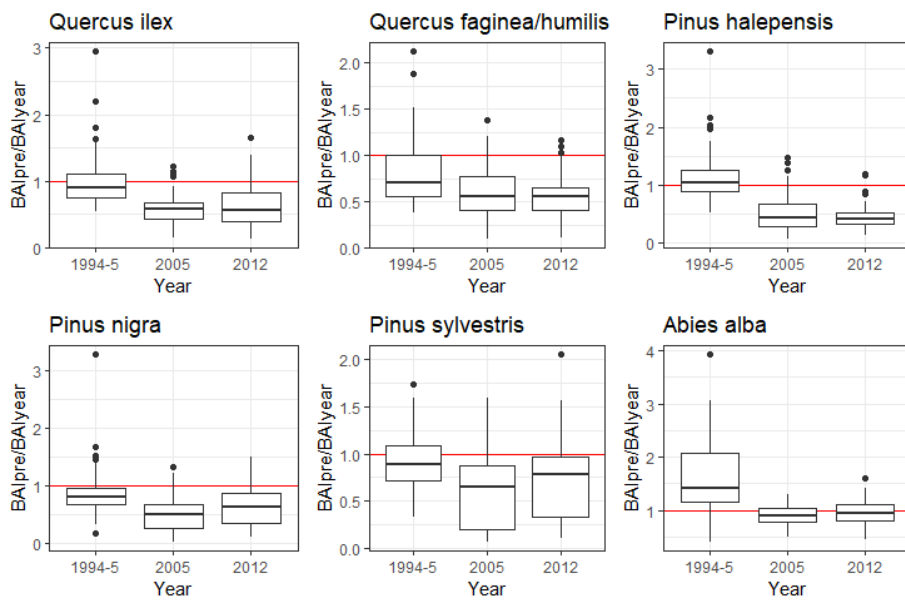 Quercus ilex
BAIpre/BAIyear
3
2
1
0
1994-5 2005 2012
Year
Quercus faginea/humilis
BAIpre/BAIyear
2.0
1.5
1.0
0.5
0.0
1994-5 2005 2012
Year
Pinus halepensis
BAIpre/BAIyear
3
2
1
0
1994-5 2005 2012
Year
Pinus nigra
BAIpre/BAIyear
3
2
1
0
1994-5 2005 2012
Year
Pinus sylvestris
BAIpre/BAIyear
2.0
1.5
1.0
0.5
0.0
1994-5 2005 2012
Year
Abies alba
BAIpre/BAIyear
4
3
2
1
1994-5 2005 2012
Year